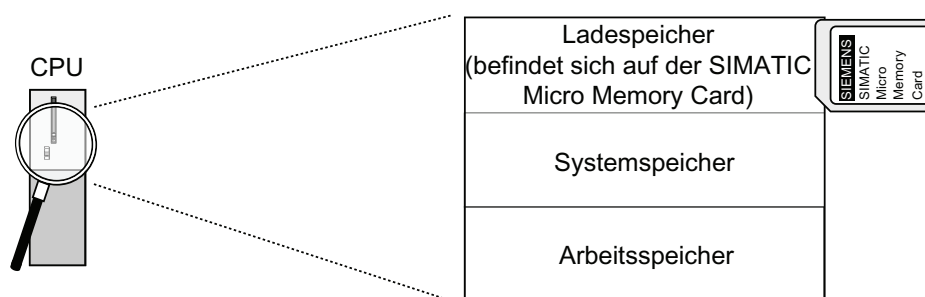 CPU
Ladespeicher
(befindet sich auf der SIMATIC
Micro Memory Card)
SIEMENS
SIMATIC
Micro
Memory
Card
Systemspeicher
Arbeitsspeicher